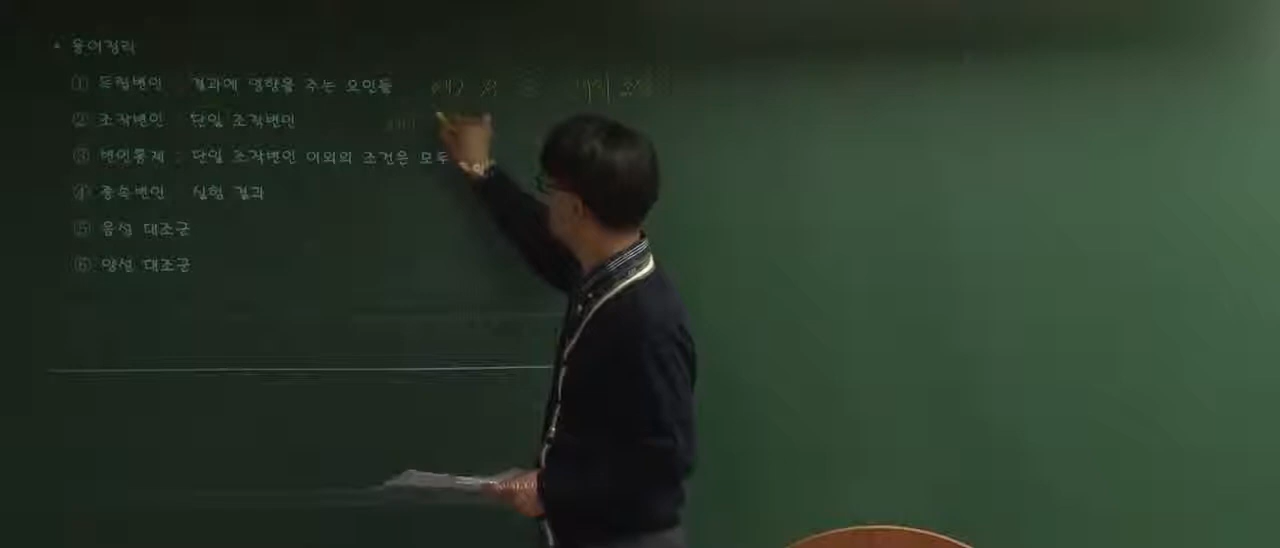 • 용어정리
① 독립변인 : 결과에 영향을 주는 요인들
② 조작변인 : 단일 조작변인
③ 변인통제 : 단일 조작변인 이외의 조건은 모두
④ 종속변인 : 실험 결과
⑤ 음성 대조군
⑥ 양성 대조군